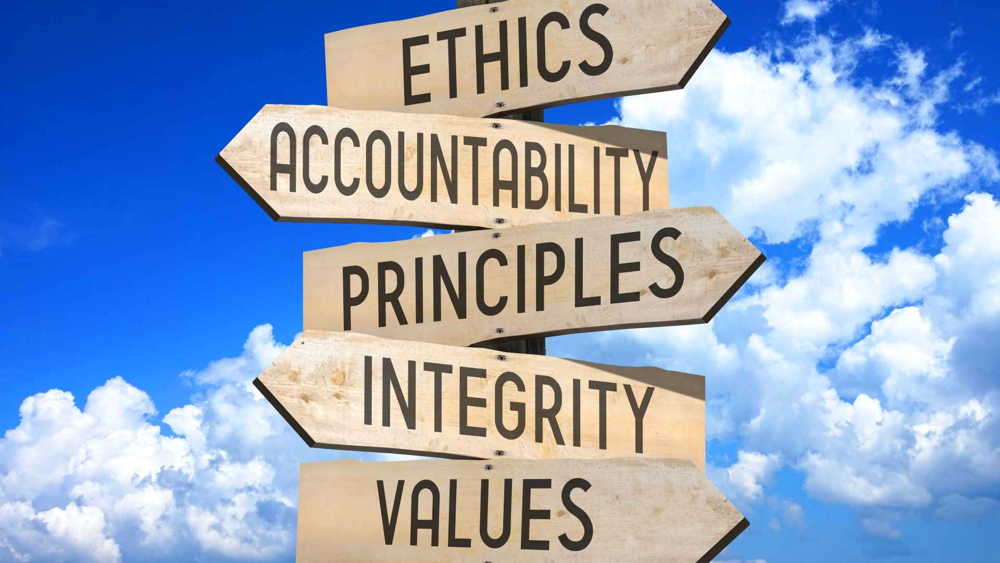 ETHICS
ACCOUNTABILITY
PRINCIPLES
INTEGRITY
VALUES